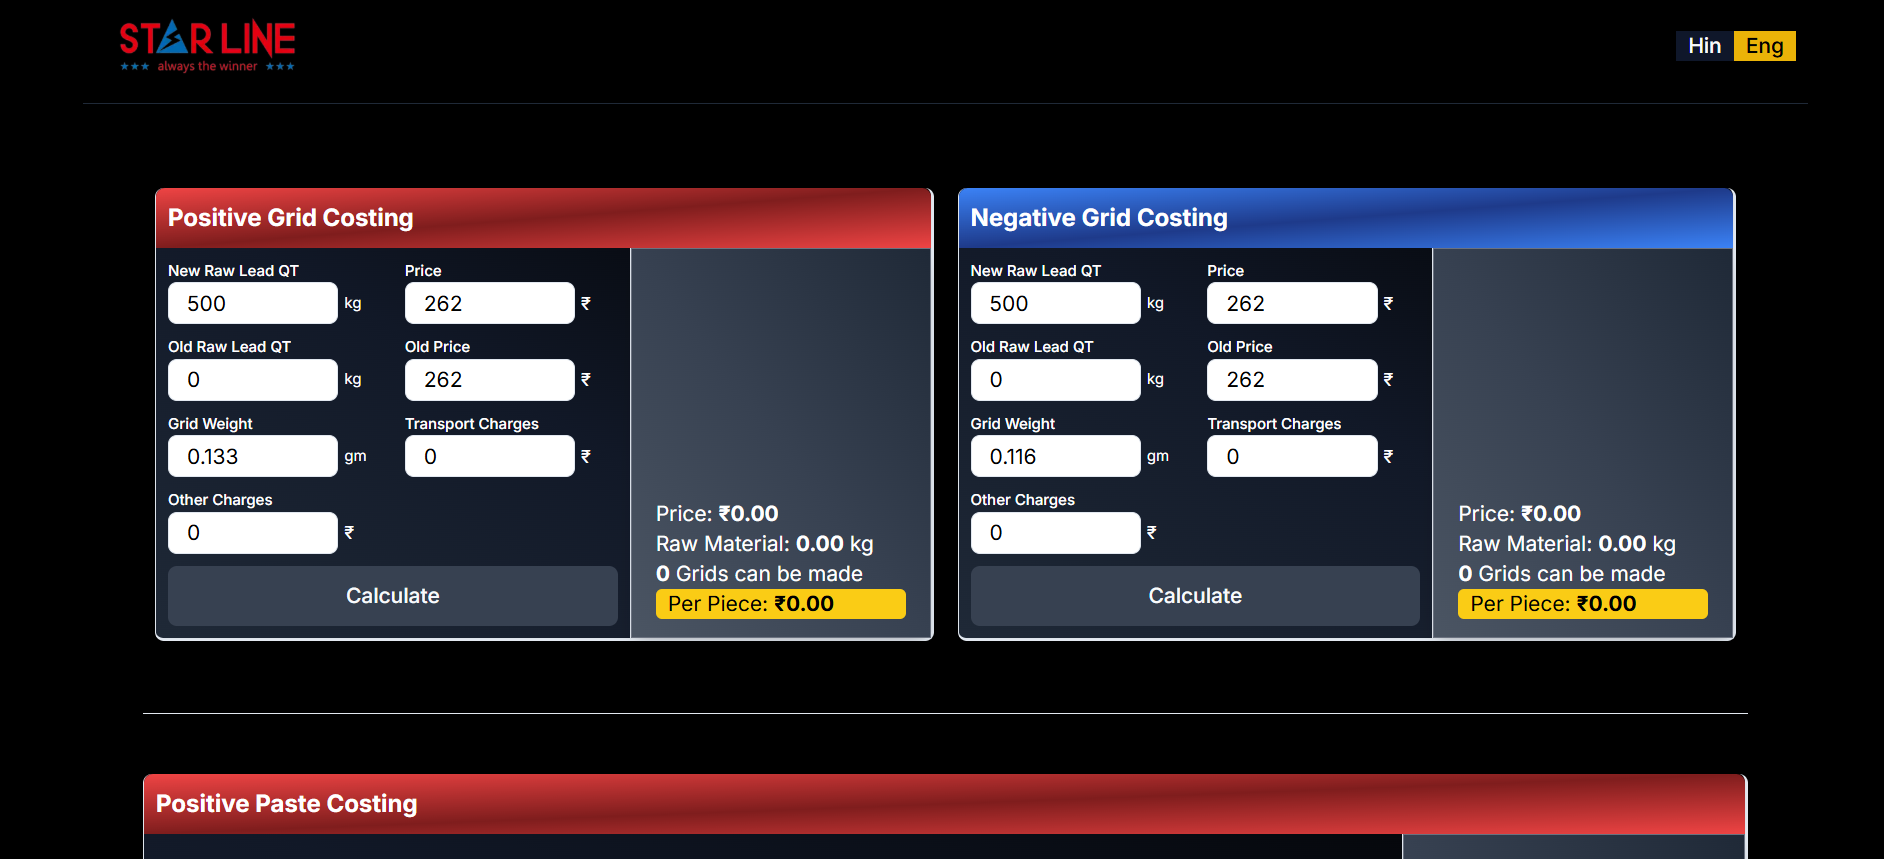 STAR LINE
always the winner
Hin Eng
Positive Grid Costing
New Raw Lead QT Price
500 kg 262 ₹
Old Raw Lead QT Old Price
0 kg 262 ₹
Grid Weight Transport Charges
0.133 gm 0 ₹
Other Charges
0 ₹
Calculate
Price: ₹0.00
Raw Material: 0.00 kg
0 Grids can be made
Per Piece: ₹0.00
Negative Grid Costing
New Raw Lead QT Price
500 kg 262 ₹
Old Raw Lead QT Old Price
0 kg 262 ₹
Grid Weight Transport Charges
0.116 gm 0 ₹
Other Charges
0 ₹
Calculate
Price: ₹0.00
Raw Material: 0.00 kg
0 Grids can be made
Per Piece: ₹0.00
Positive Paste Costing